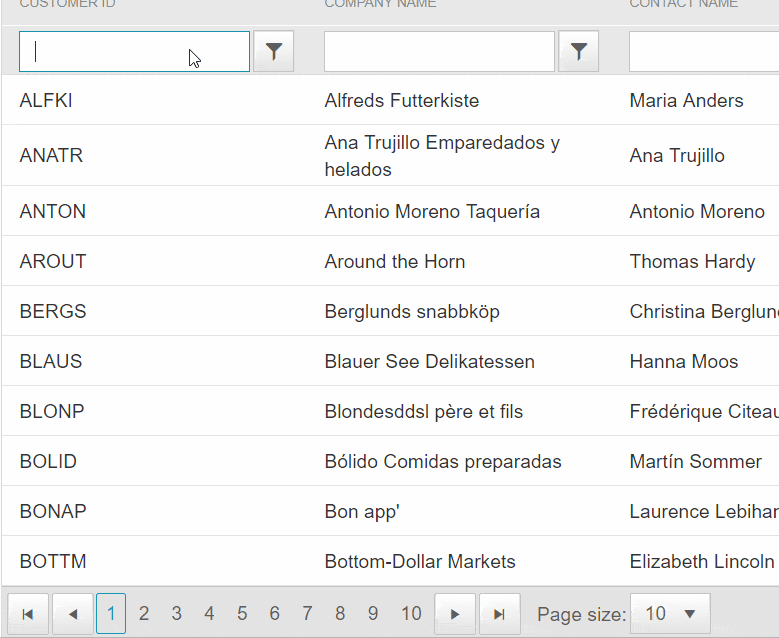 CUSTOMER ID COMPANY NAME CONTACT NAME
ALFKI Alfreds Futterkiste Maria Anders
ANATR Ana Trujillo Emparedados y helados Ana Trujillo
ANTON Antonio Moreno Taquería Antonio Moreno
AROUT Around the Horn Thomas Hardy
BERGS Berglunds snabbköp Christina Berglun
BLAUS Blauer See Delikatessen Hanna Moos
BLONP Blondesddsl père et fils Frédérique Citeau
BOLID Bólido Comidas preparadas Martín Sommer
BONAP Bon app' Laurence Lebihan
BOTTM Bottom-Dollar Markets Elizabeth Lincoln
1 2 3 4 5 6 7 8 9 10 Page size: 10